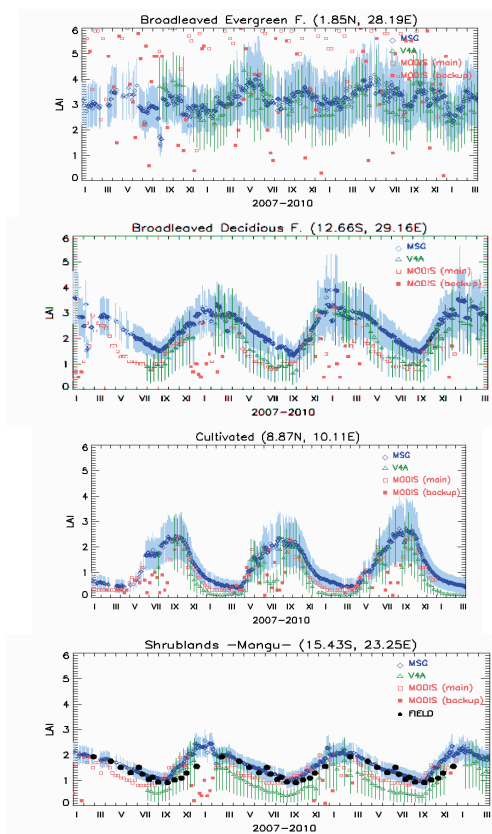 Broadleaved Evergreen F. (1.85N, 28.19E)
MSG
V4A
MODIS (main)
MODIS (backup)
6
5
4
3
2
1
0
LAI
I III V VII IX XI I III V VII IX XI I III V VII IX XI I III
2007-2010
Broadleaved Decidious F. (12.66S, 29.16E)
MSG
V4A
MODIS (main)
MODIS (backup)
6
5
4
3
2
1
0
LAI
I III V VII IX XI I III V VII IX XI I III V VII IX XI I III
2007-2010
Cultivated (8.87N, 10.11E)
MSG
V4A
MODIS (main)
MODIS (backup)
6
5
4
3
2
1
0
LAI
I III V VII IX XI I III V VII IX XI I III V VII IX XI I III
2007-2010
Shrublands -Mangu- (15.43S, 23.25E)
MSG
V4A
MODIS (main)
MODIS (backup)
FIELD
6
5
4
3
2
1
0
LAI
I III V VII IX XI I III V VII IX XI I III V VII IX XI I III
2007-2010